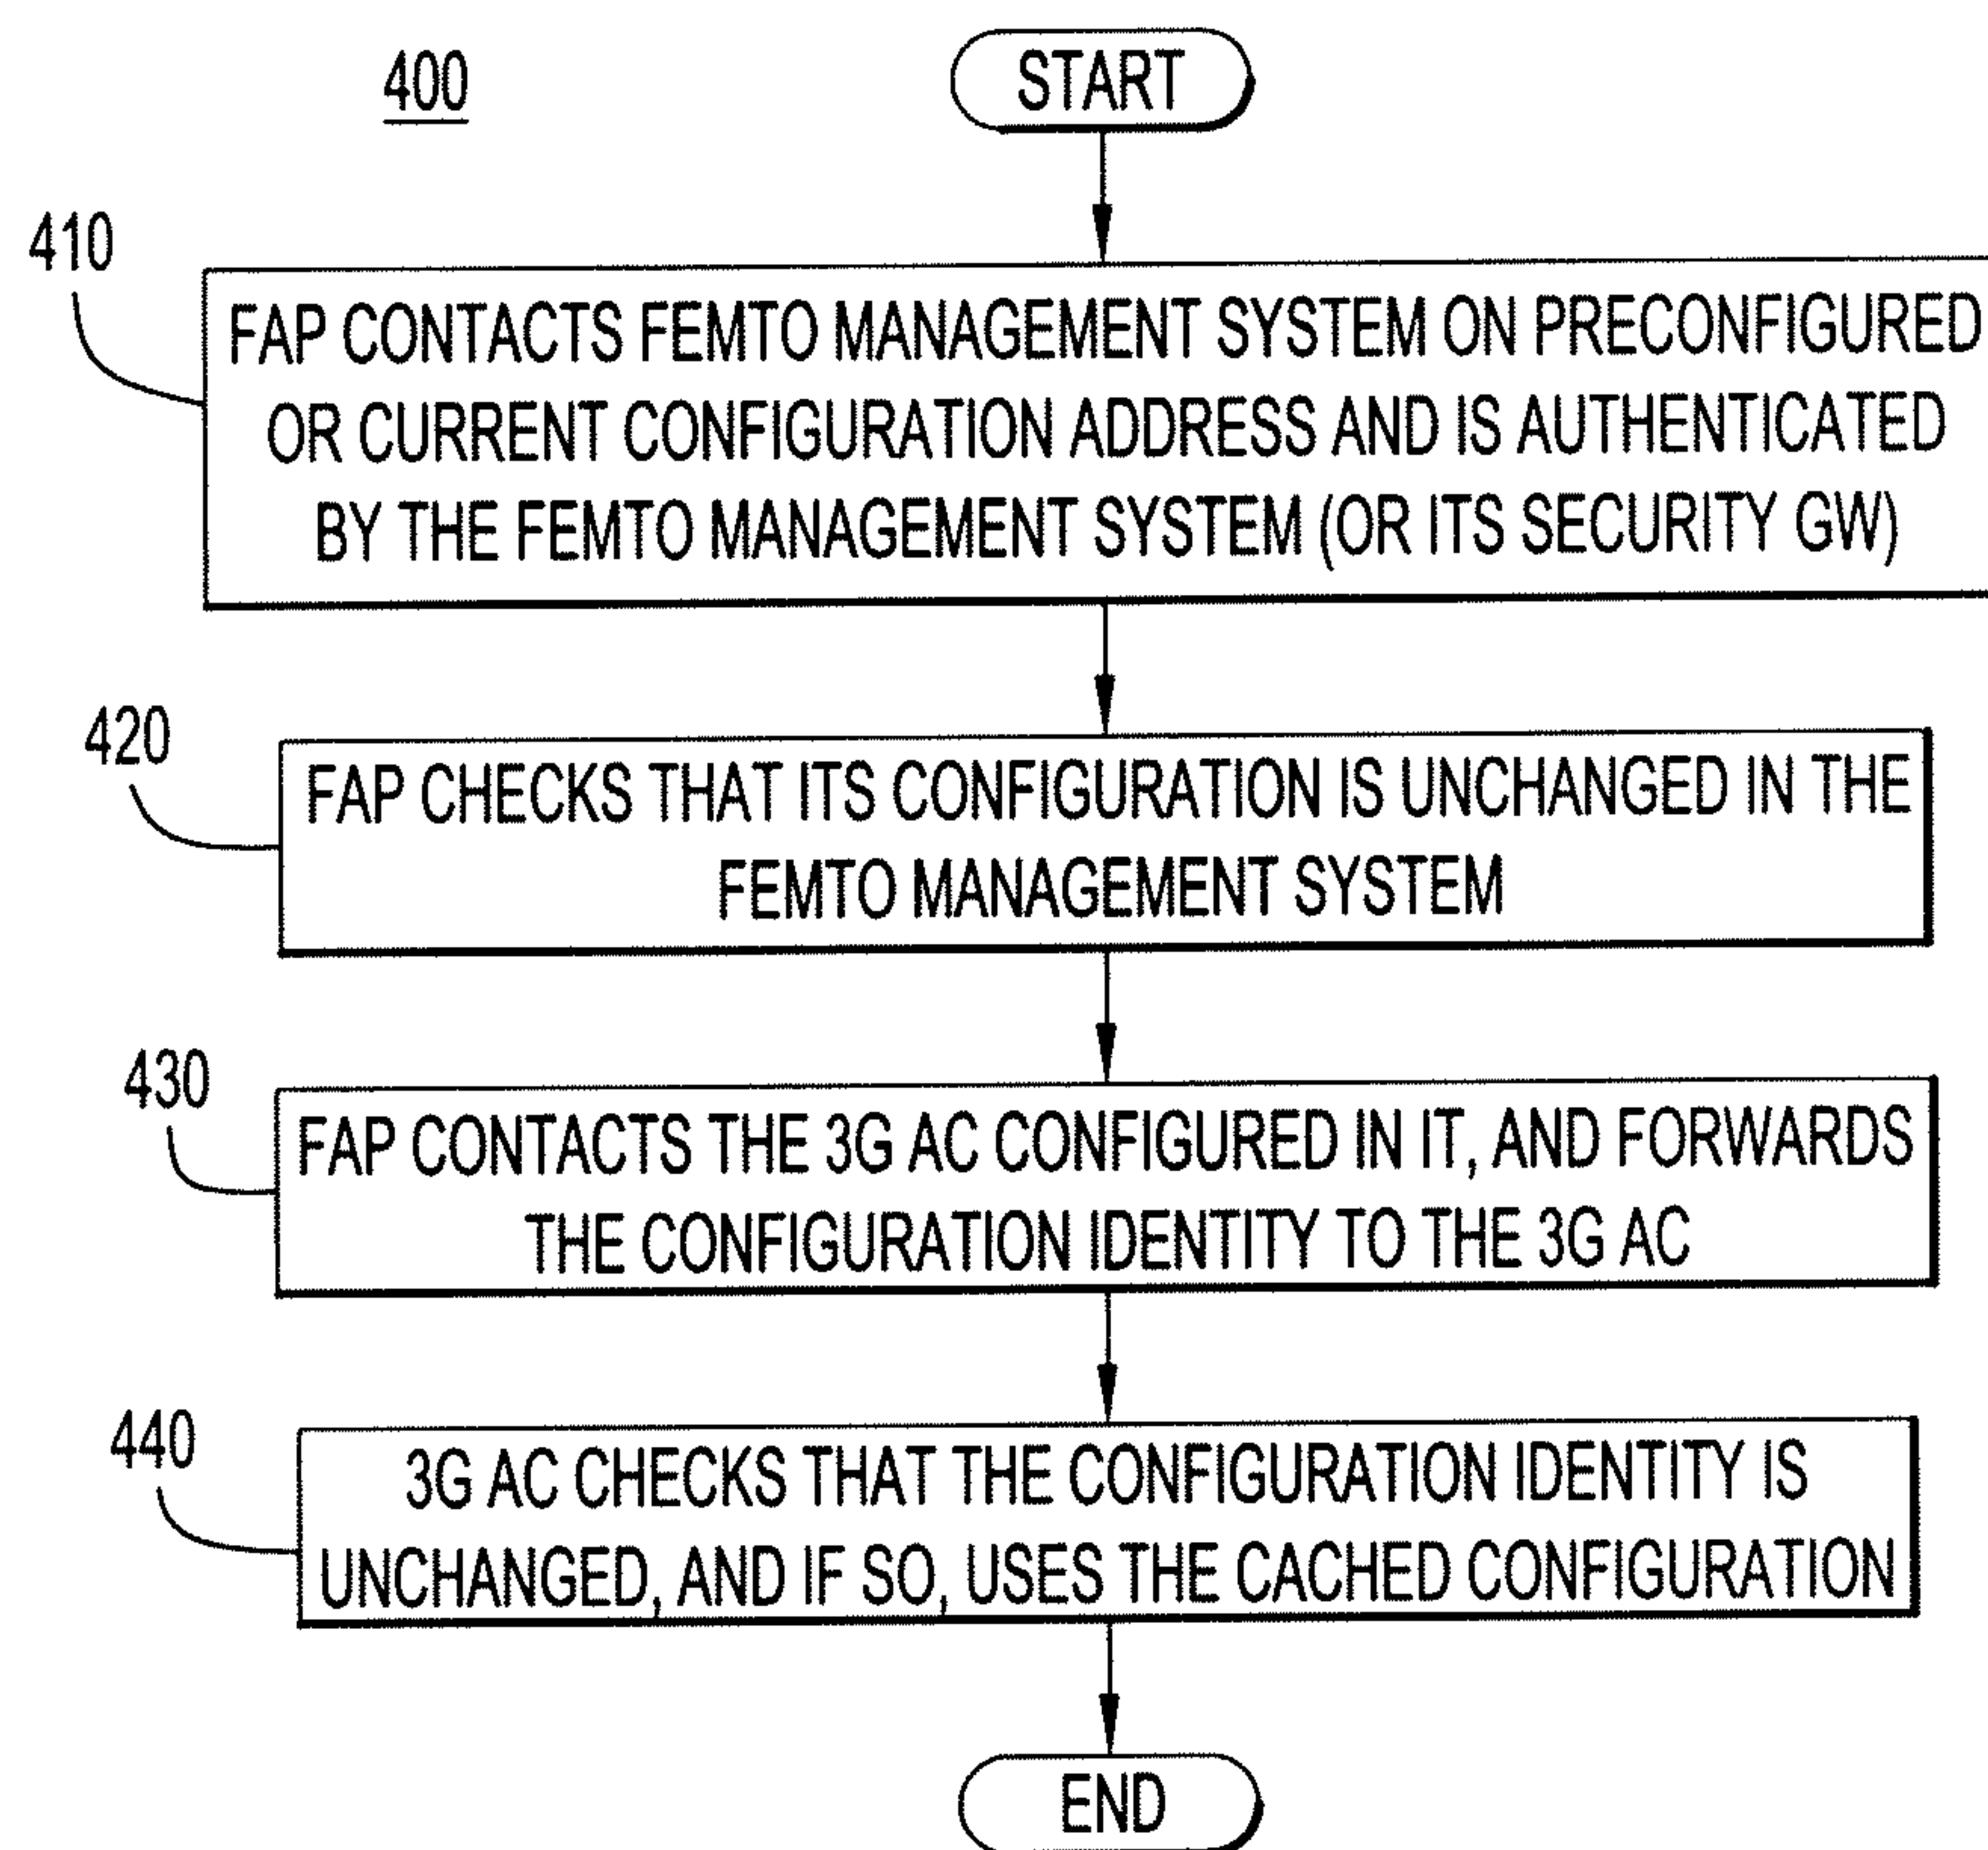 400
START
410
FAP CONTACTS FEMTO MANAGEMENT SYSTEM ON PRECONFIGURED
OR CURRENT CONFIGURATION ADDRESS AND IS AUTHENTICATED
BY THE FEMTO MANAGEMENT SYSTEM (OR ITS SECURITY GW)
420
FAP CHECKS THAT ITS CONFIGURATION IS UNCHANGED IN THE
FEMTO MANAGEMENT SYSTEM
430
FAP CONTACTS THE 3G AC CONFIGURED IN IT, AND FORWARDS
THE CONFIGURATION IDENTITY TO THE 3G AC
440
3G AC CHECKS THAT THE CONFIGURATION IDENTITY IS
UNCHANGED, AND IF SO, USES THE CACHED CONFIGURATION
END